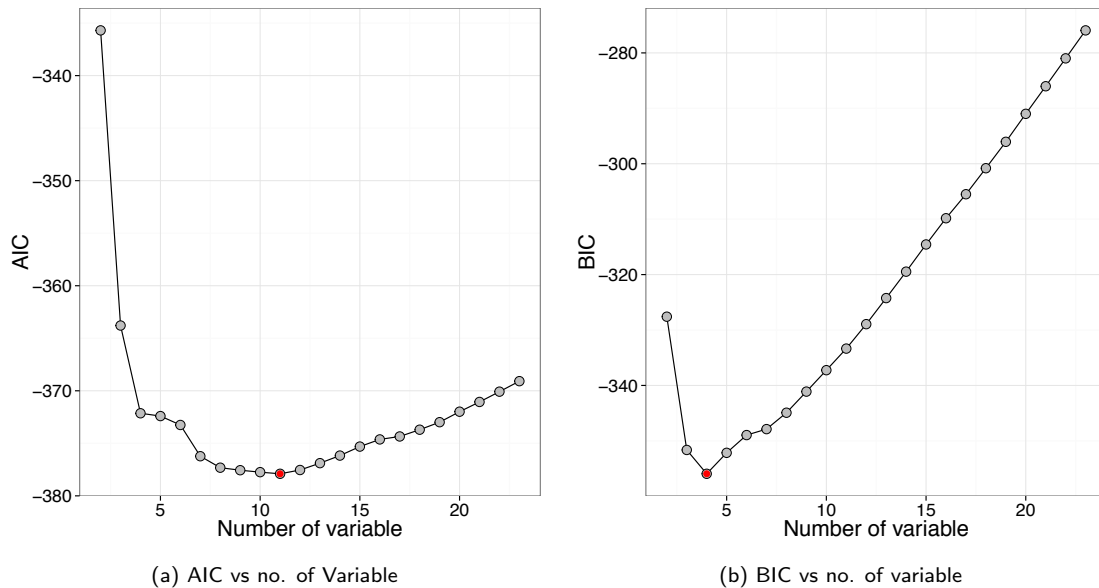 −340
−350
−360
−370
−380
AIC
5
10
15
20
Number of variable
(a) AIC vs no. of Variable
−280
−300
−320
−340
BIC
5
10
15
20
Number of variable
(b) BIC vs no. of variable